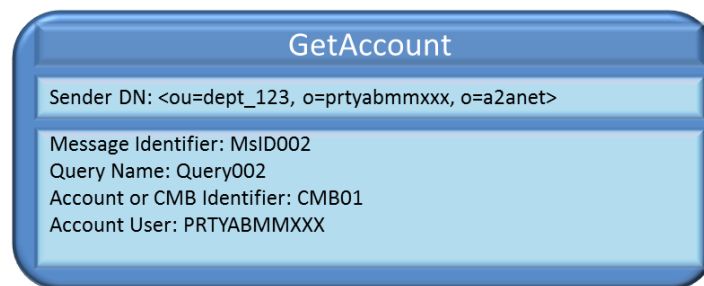 GetAccount
Sender DN: <ou=dept_123, o=prtyabmmxxx, o=a2anet>
Message Identifier: MsID002
Query Name: Query002
Account or CMB Identifier: CMB01
Account User: PRTYABMMXXX